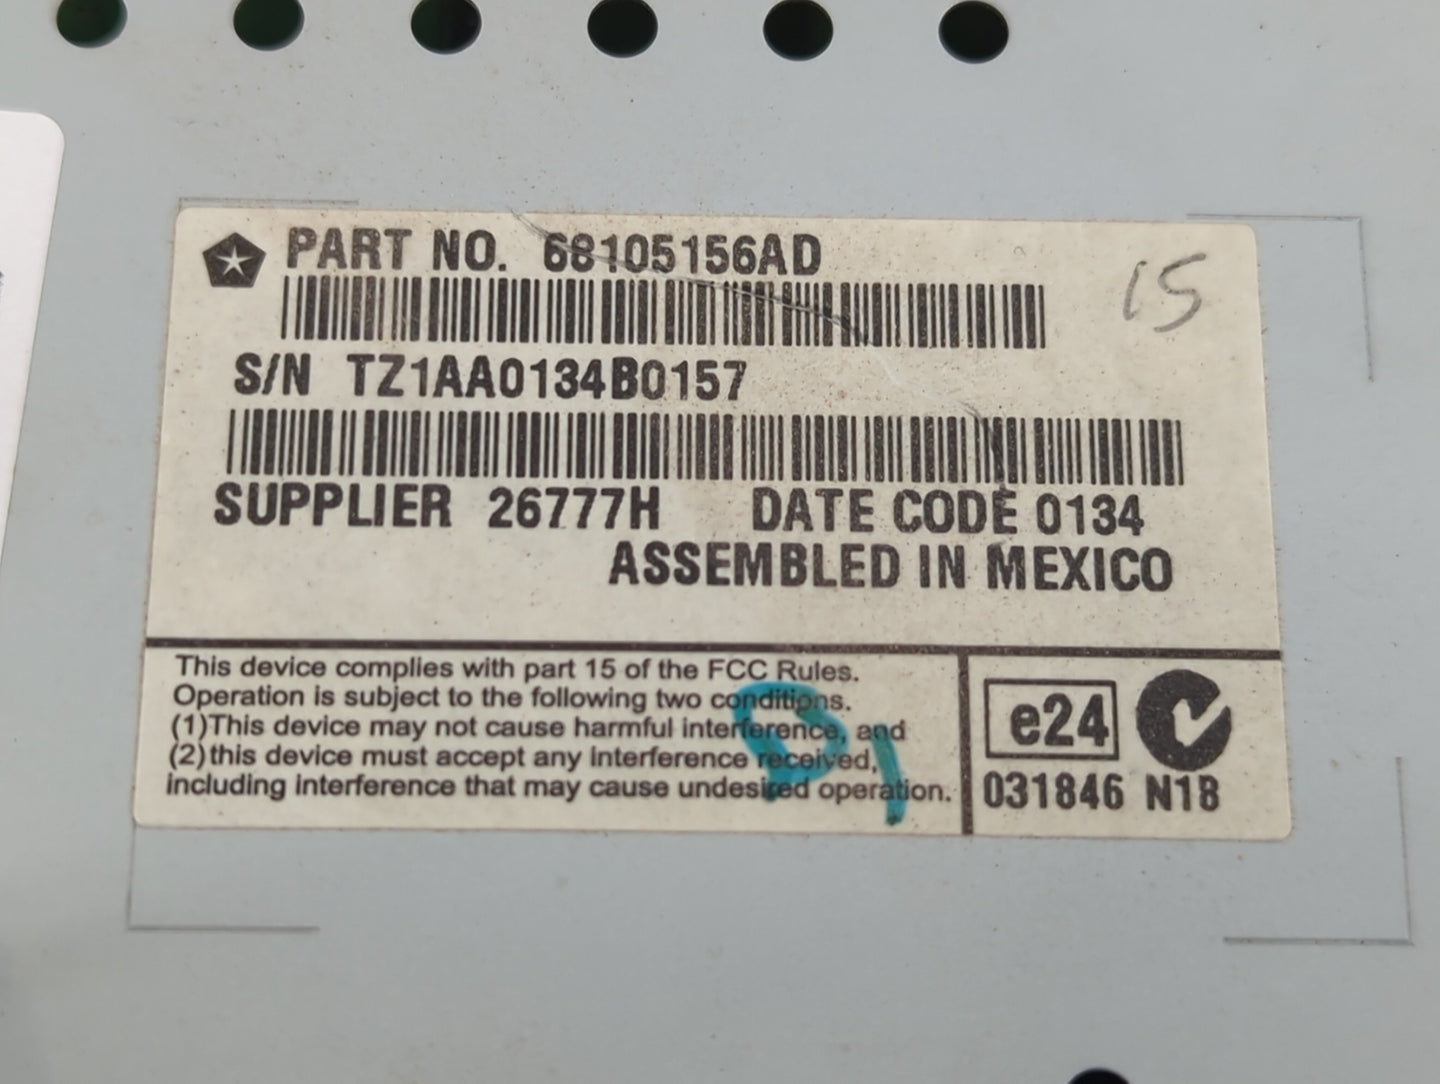 PART NO. 68105156AD
15
S/N TZ1AA0134B0157
SUPPLIER 26777H DATE CODE 0134
ASSEMBLED IN MEXICO
This device complies with part 15 of the FCC Rules.
Operation is subject to the following two conditions.
(1)This device may not cause harmful interference, and
(2)this device must accept any interference received,
including interference that may cause undesired operation.
e24
031846 N18